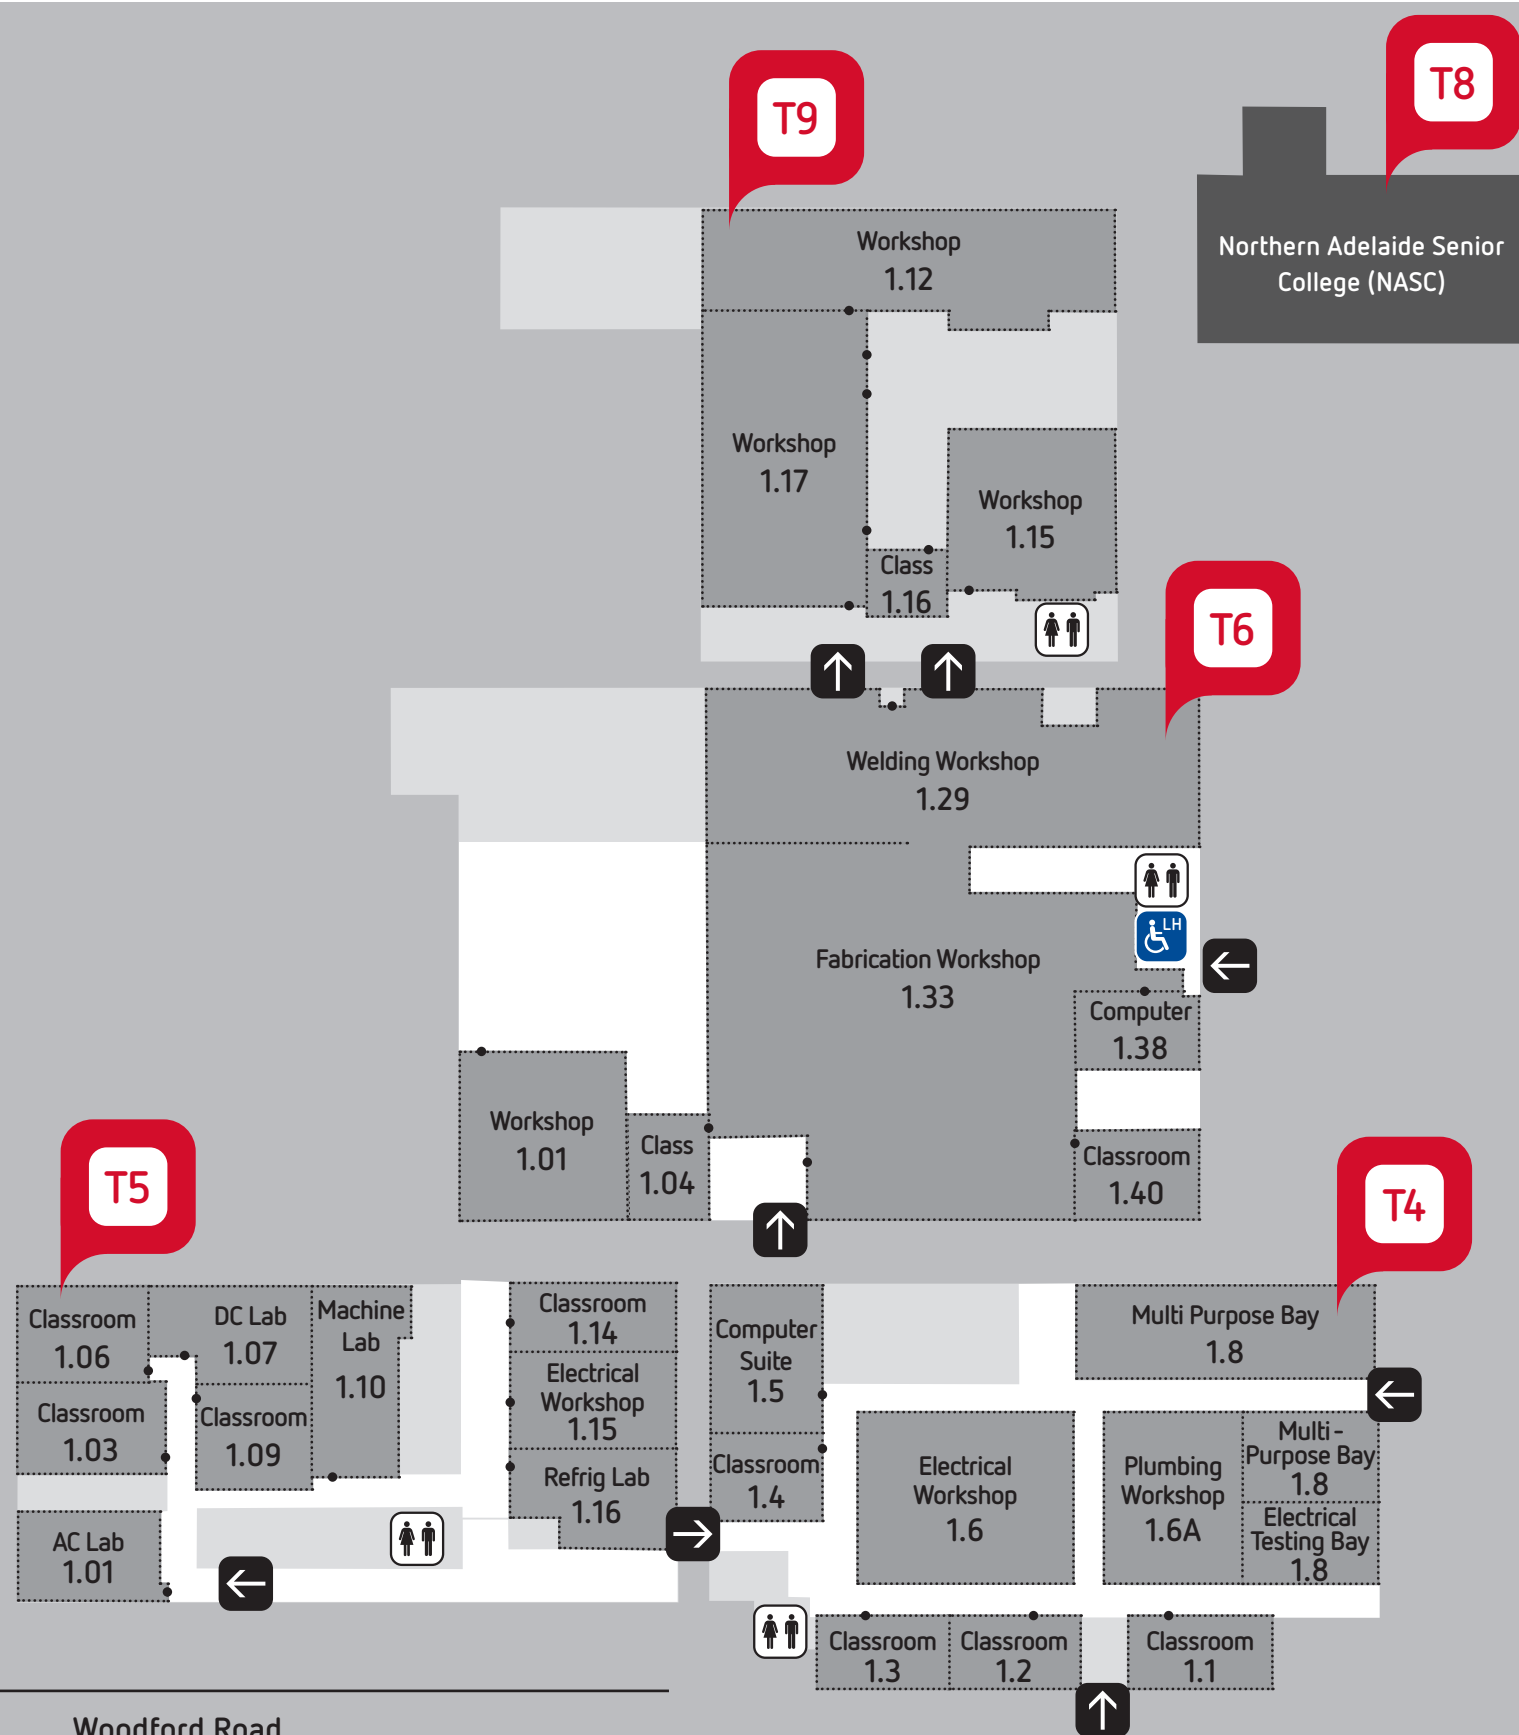 T8
T9
Northern Adelaide Senior
College (NASC)
Workshop
1.12
Workshop
1.17
Workshop
1.15
Class
1.16
T6
Welding Workshop
1.29
LH
Fabrication Workshop
1.33
Computer
1.38
Workshop
1.01
Class
1.04
Classroom
1.40
T5
T4
Classroom
1.06
DC Lab
1.07
Machine
Lab
1.10
Classroom
1.03
Classroom
1.09
AC Lab
1.01
Classroom
1.14
Electrical
Workshop
1.15
Refrig Lab
1.16
Computer
Suite
1.5
Classroom
1.4
Multi Purpose Bay
1.8
Electrical
Workshop
1.6
Plumbing
Workshop
1.6A
Multi-
Purpose Bay
1.8
Electrical
Testing Bay
1.8
Classroom
1.3
Classroom
1.2
Classroom
1.1
Woodford Road